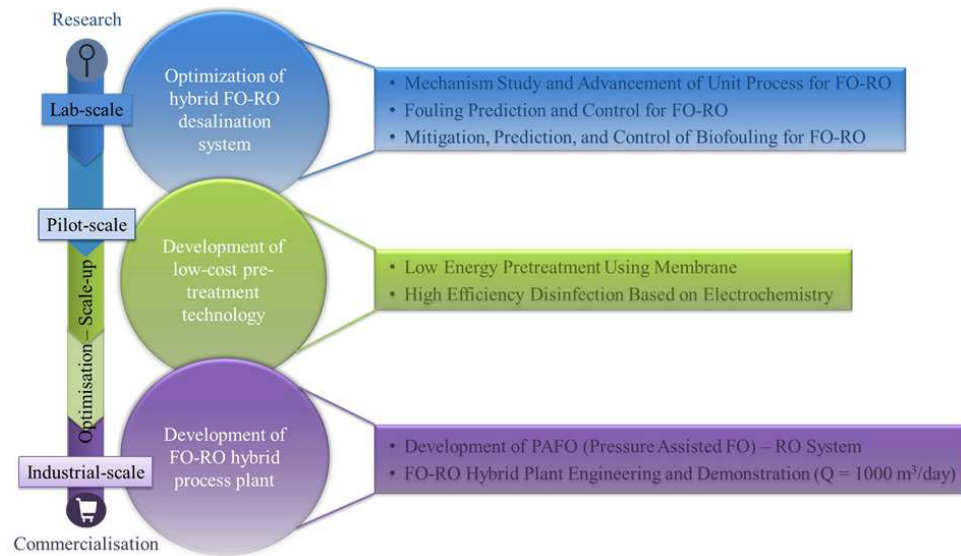 Research
Lab-scale
Optimization of
hybrid FO-RO
desalination
system
• Mechanism Study and Advancement of Unit Process for FO-RO
• Fouling Prediction and Control for FO-RO
• Mitigation, Prediction, and Control of Biofouling for FO-RO
Pilot-scale
Optimisation – Scale-up
Development of
low-cost pre-
treatment
technology
• Low Energy Pretreatment Using Membrane
• High Efficiency Disinfection Based on Electrochemistry
Industrial-scale
Commercialisation
Development of
FO-RO hybrid
process plant
• Development of PAFO (Pressure Assisted FO) – RO System
• FO-RO Hybrid Plant Engineering and Demonstration (Q = 1000 m³/day)